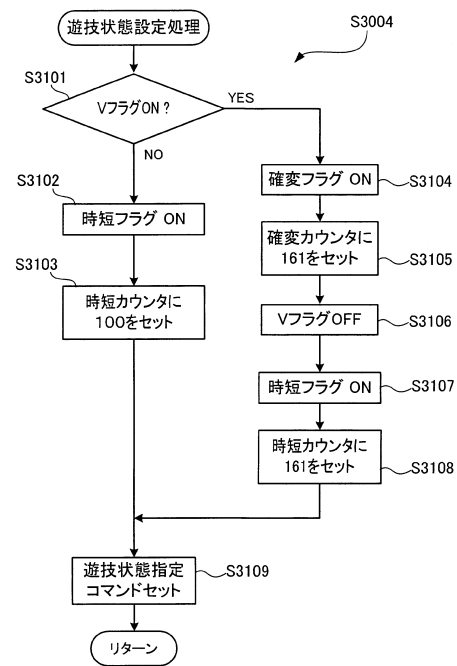 遊技状態設定処理
S3004
S3101
VフラグON?
YES
NO
S3102
時短フラグ ON
S3103
時短カウンタに
100をセット
確変フラグ ON
S3104
確変カウンタに
161をセット
S3105
VフラグOFF
S3106
時短フラグ ON
S3107
時短カウンタに
161をセット
S3108
遊技状態指定
コマンドセット
S3109
リターン